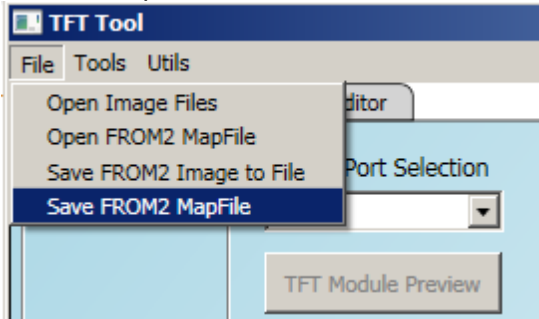 TFT Tool
File Tools Utils
Open Image Files
Open FROM2 MapFile
Save FROM2 Image to File
Save FROM2 MapFile
Port Selection
TFT Module Preview